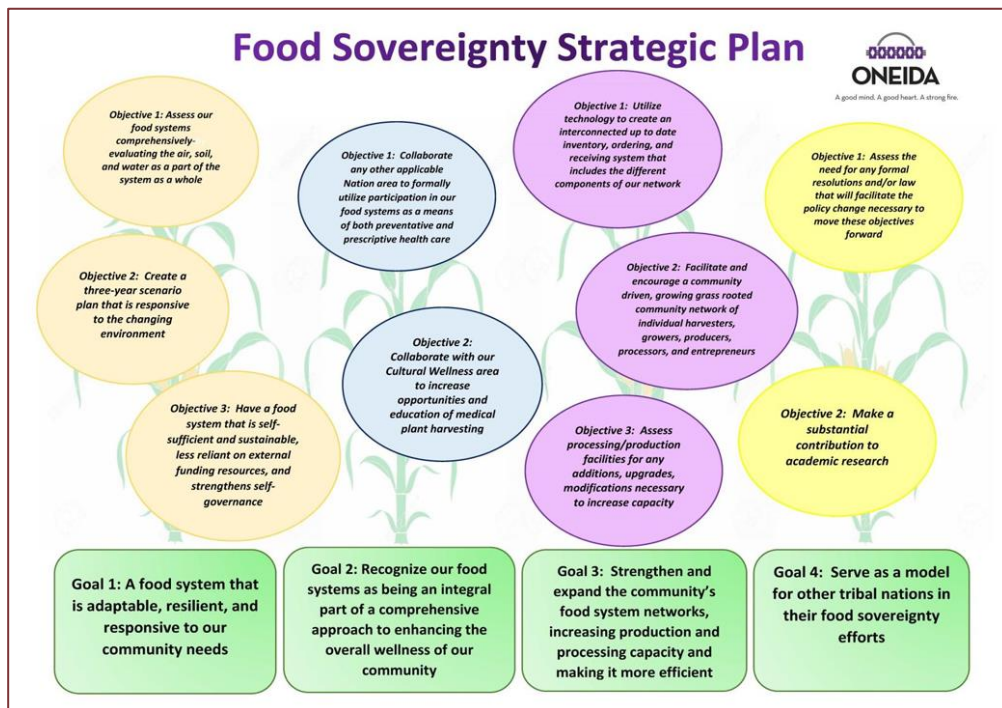 Food Sovereignty Strategic Plan
ONEIDA
A good mind. A good heart. A strong fire.
Objective 1: Assess our
food systems
comprehensively-
evaluating the air, soil,
and water as a part of the
system as a whole
Objective 2: Create a
three-year scenario
plan that is responsive
to the changing
environment
Objective 3: Have a food
system that is self-
sufficient and sustainable,
less reliant on external
funding resources, and
strengthens self-
governance
Goal 1: A food system that
is adaptable, resilient, and
responsive to our
community needs
Objective 1: Collaborate
any other applicable
Nation area to formally
utilize participation in our
food systems as a means
of both preventative and
prescriptive health care
Objective 2:
Collaborate with our
Cultural Wellness area
to increase
opportunities and
education of medical
plant harvesting
Goal 2: Recognize our food
systems as being an integral
part of a comprehensive
approach to enhancing the
overall wellness of our
community
Objective 1: Utilize
technology to create an
interconnected up to date
inventory, ordering, and
receiving system that
includes the different
components of our network
Objective 2: Facilitate and
encourage a community
driven, growing grass rooted
community network of
individual harvesters,
growers, producers,
processors, and entrepreneurs
Objective 3: Assess
processing/production
facilities for any
additions, upgrades,
modifications necessary
to increase capacity
Goal 3: Strengthen and
expand the community's
food system networks,
increasing production and
processing capacity and
making it more efficient
Objective 1: Assess the
need for any formal
resolutions and/or law
that will facilitate the
policy change necessary to
move these objectives
forward
Objective 2: Make a
substantial
contribution to
academic research
Goal 4: Serve as a model
for other tribal nations in
their food sovereignty
efforts